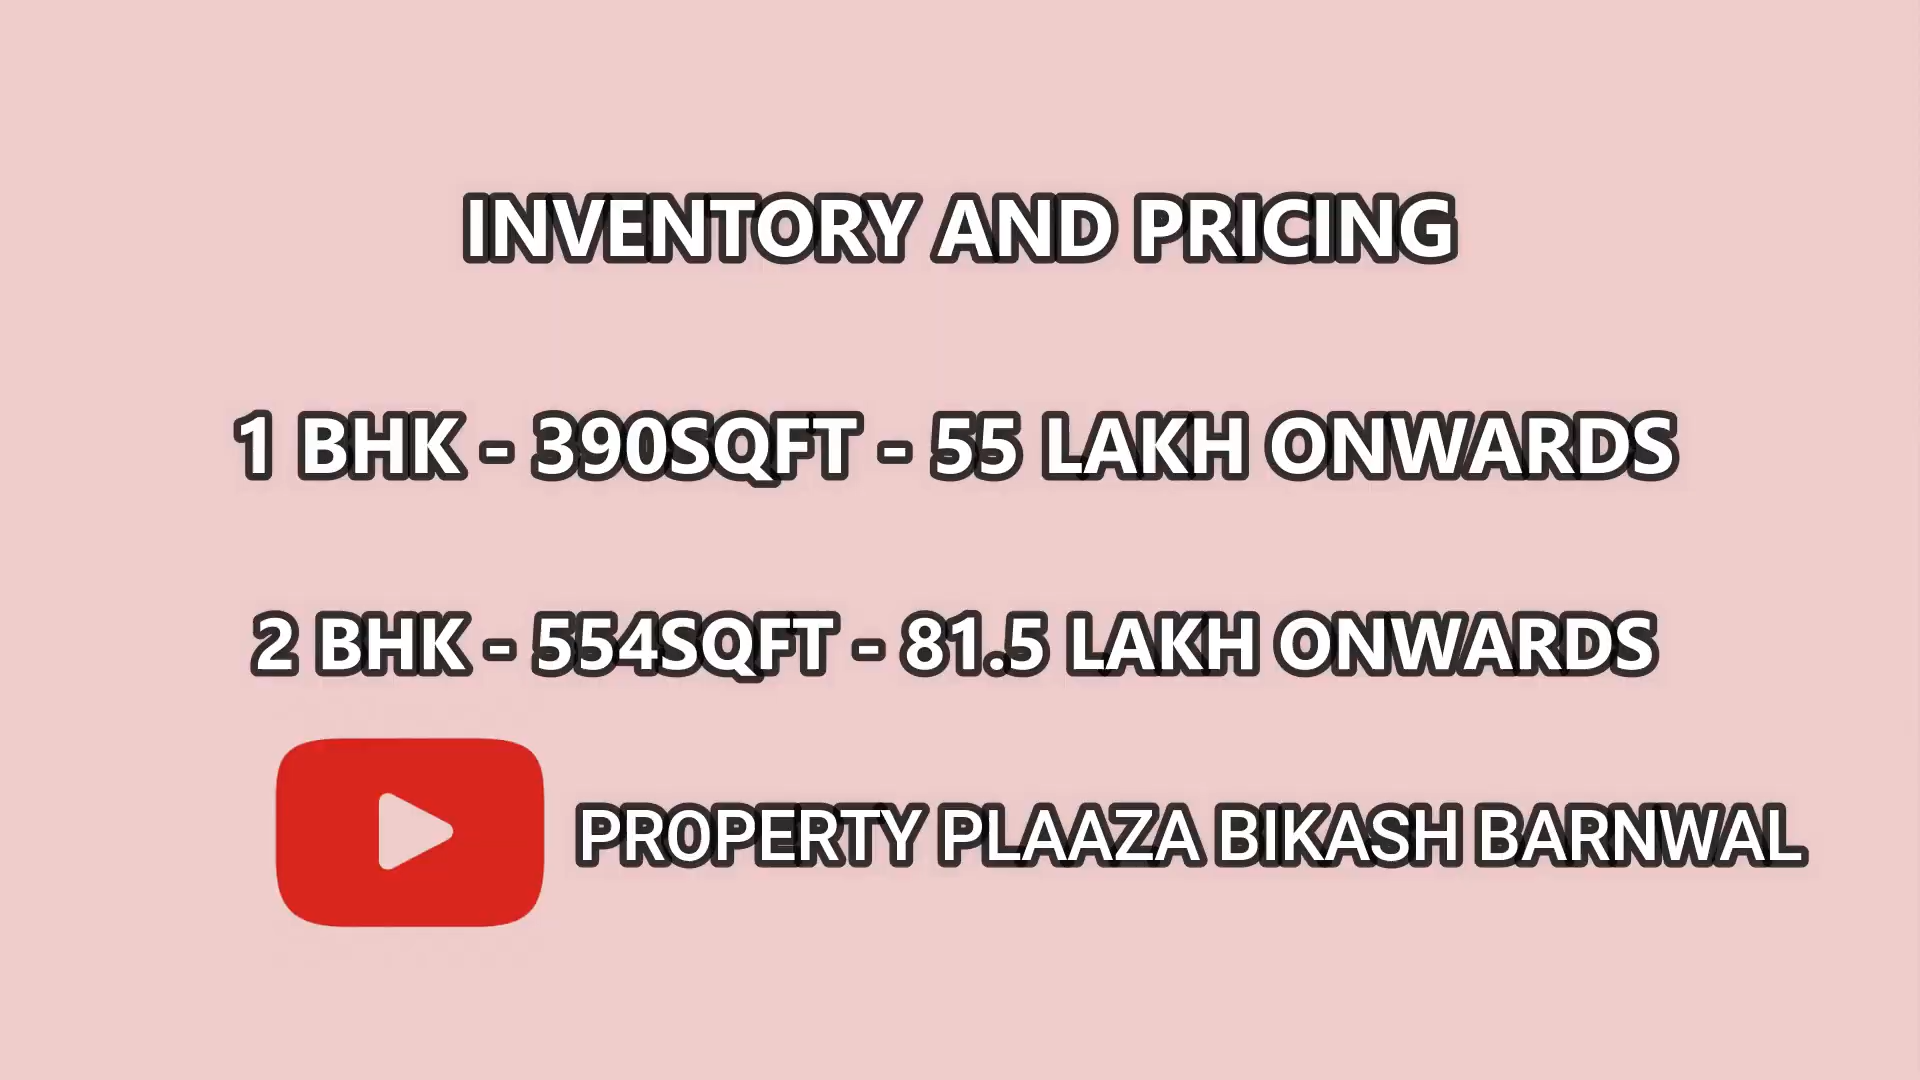 INVENTORY AND PRICING
1 BHK - 390SQFT - 55 LAKH ONWARDS
2 BHK - 554SQFT - 81.5 LAKH ONWARDS
PROPERTY PLAAZA BIKASH BARNWAL